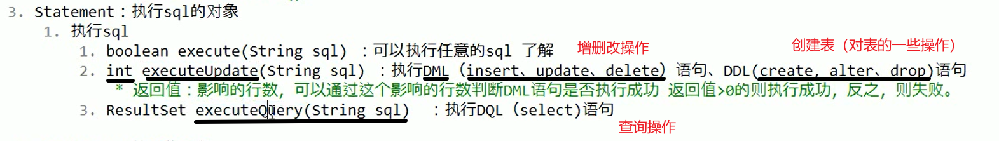 3. Statement：执行sql的对象
1. 执行sql
1. boolean execute(String sql) ：可以执行任意的sql 了解
增删改操作
创建表（对表的一些操作）
2. int executeUpdate(String sql) ：执行DML（insert、update、delete）语句、DDL(create, alter、drop)语句
* 返回值：影响的行数，可以通过这个影响的行数判断DML语句是否执行成功 返回值>0的则执行成功，反之，则失败。
3. ResultSet executeQuery(String sql) ：执行DQL（select)语句
查询操作